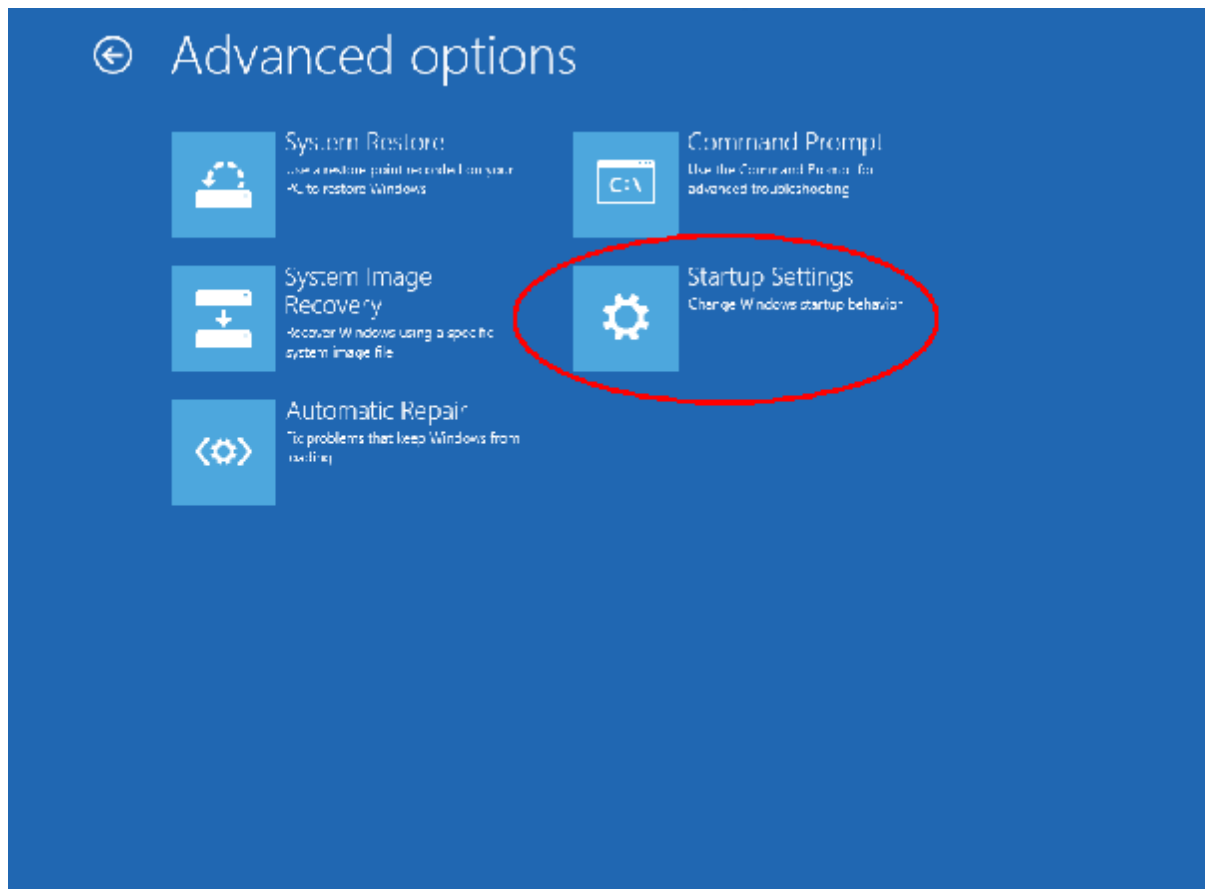 Advanced options
System Restore
Use a restore point recorded on your
PC to restore Windows
Command Prompt
Use the Command Prompt for
advanced troubleshooting
C:\
System Image
Recovery
Recover Windows using a specific
system image file
Startup Settings
Change Windows startup behavior
Automatic Repair
Fix problems that keep Windows from
loading